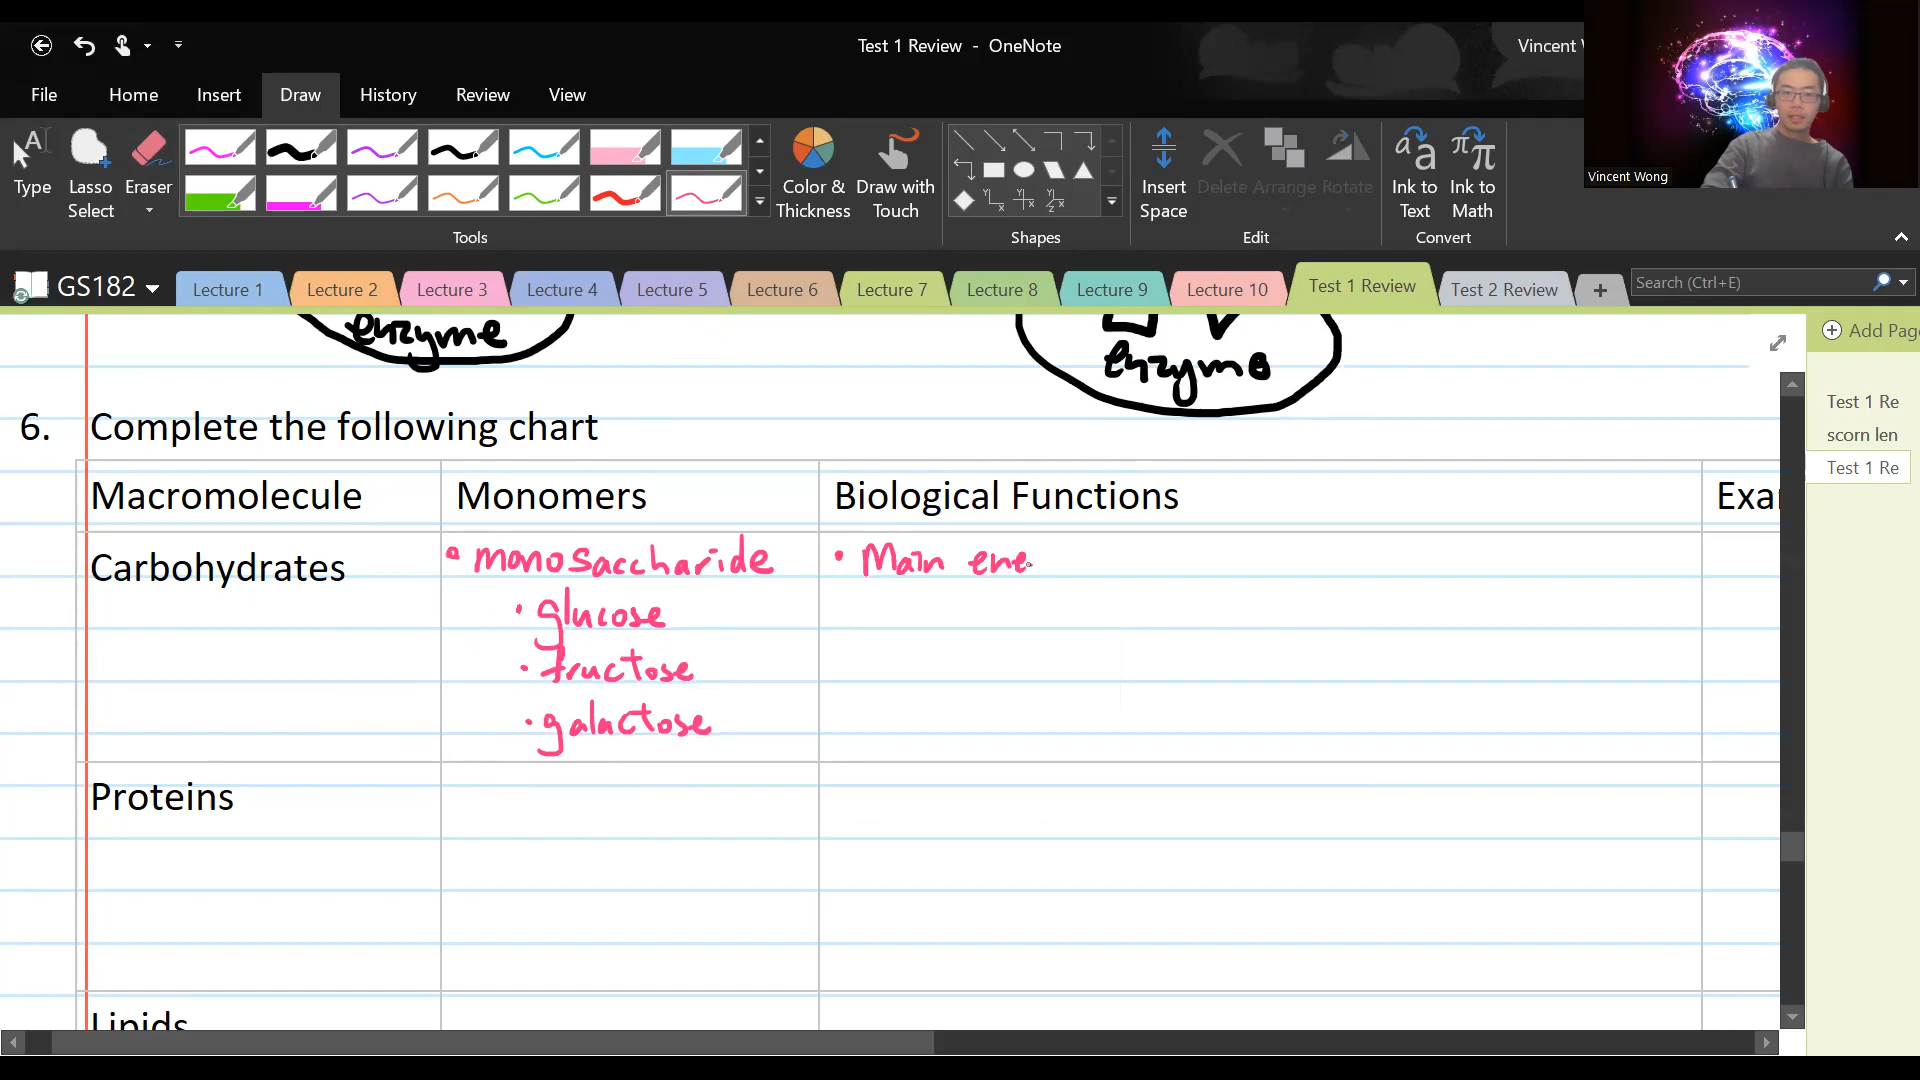 Test 1 Review - OneNote
Vincent W
File Home Insert Draw History Review View
Type
Lasso Select
Eraser
Color & Thickness
Draw with Touch
Insert Space
Delete
Arrange
Rotate
Ink to Text
Ink to Math
Tools
Shapes
Edit
Convert
Vincent Wong
GS182
Lecture 1 Lecture 2 Lecture 3 Lecture 4 Lecture 5 Lecture 6 Lecture 7 Lecture 8 Lecture 9 Lecture 10 Test 1 Review Test 2 Review
Search (Ctrl+E)
Add Pag
Test 1 Re
scorn len
Test 1 Re
enzyme
enzyme
6. Complete the following chart
Macromolecule Monomers Biological Functions Exa
Carbohydrates
• monosaccharide
• glucose
• fructose
• galactose
• Main ene
Proteins
Lipids